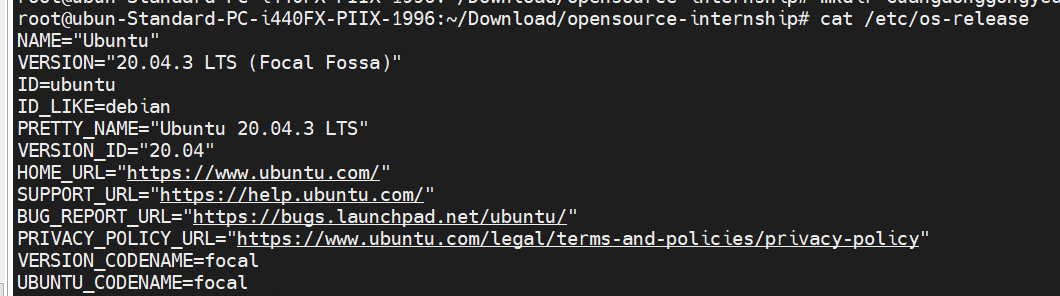 root@ubun-Standard-PC-i440FX-PIIX-1996:~/Download/opensource-internship# mkdir
root@ubun-Standard-PC-i440FX-PIIX-1996:~/Download/opensource-internship# cat /etc/os-release
NAME="Ubuntu"
VERSION="20.04.3 LTS (Focal Fossa)"
ID=ubuntu
ID_LIKE=debian
PRETTY_NAME="Ubuntu 20.04.3 LTS"
VERSION_ID="20.04"
HOME_URL="https://www.ubuntu.com/"
SUPPORT_URL="https://help.ubuntu.com/"
BUG_REPORT_URL="https://bugs.launchpad.net/ubuntu/"
PRIVACY_POLICY_URL="https://www.ubuntu.com/legal/terms-and-policies/privacy-policy"
VERSION_CODENAME=focal
UBUNTU_CODENAME=focal